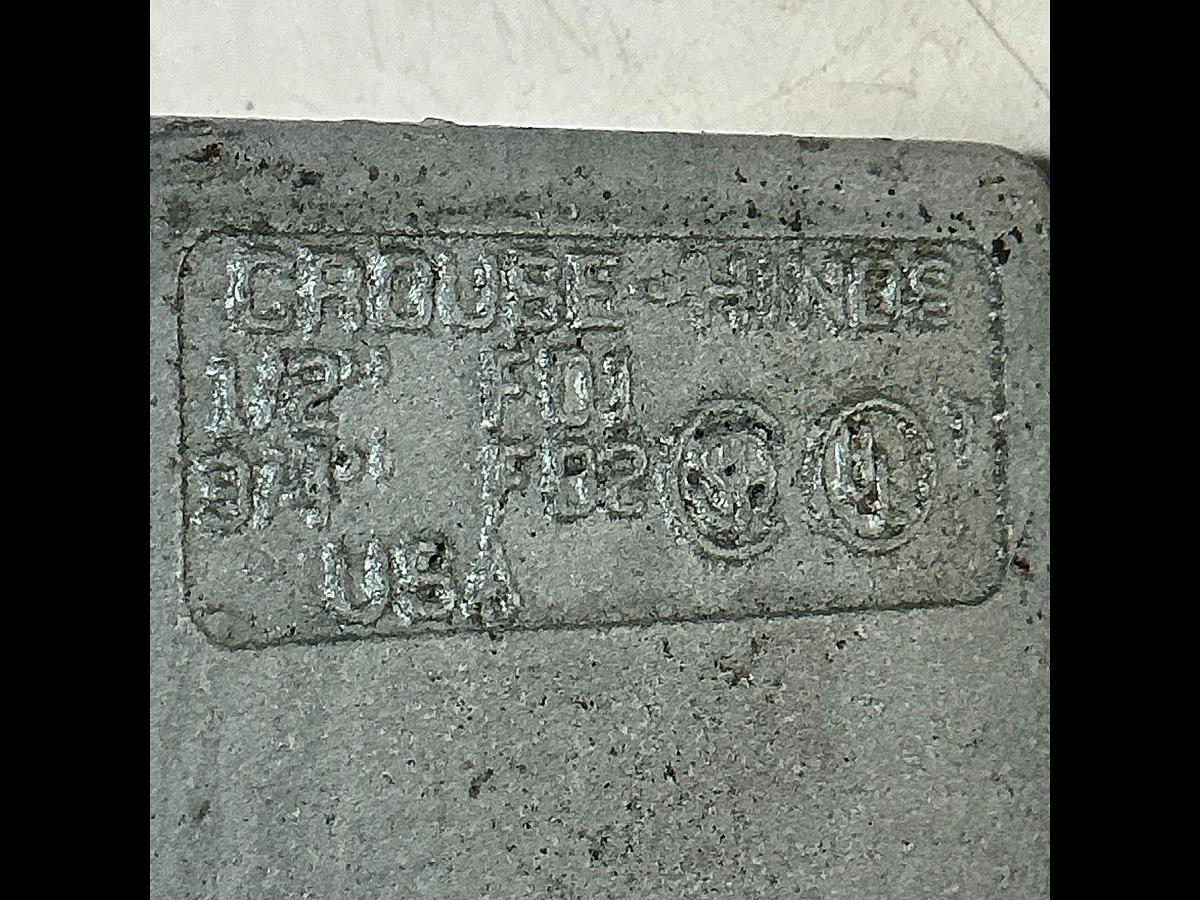 CROUSE-HINDS
1/2" FD1
3/4" FD2
USA